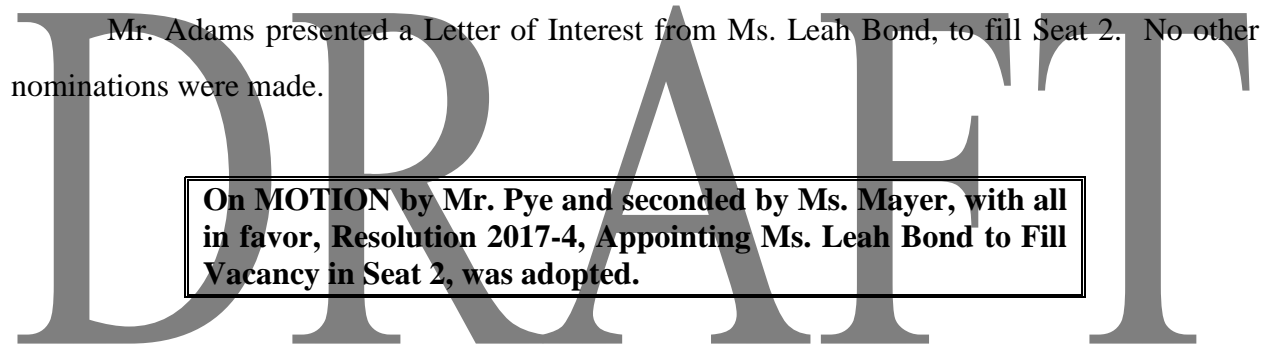 Mr. Adams presented a Letter of Interest from Ms. Leah Bond, to fill Seat 2. No other
nominations were made.
DRAFT
On MOTION by Mr. Pye and seconded by Ms. Mayer, with all
in favor, Resolution 2017-4, Appointing Ms. Leah Bond to Fill
Vacancy in Seat 2, was adopted.